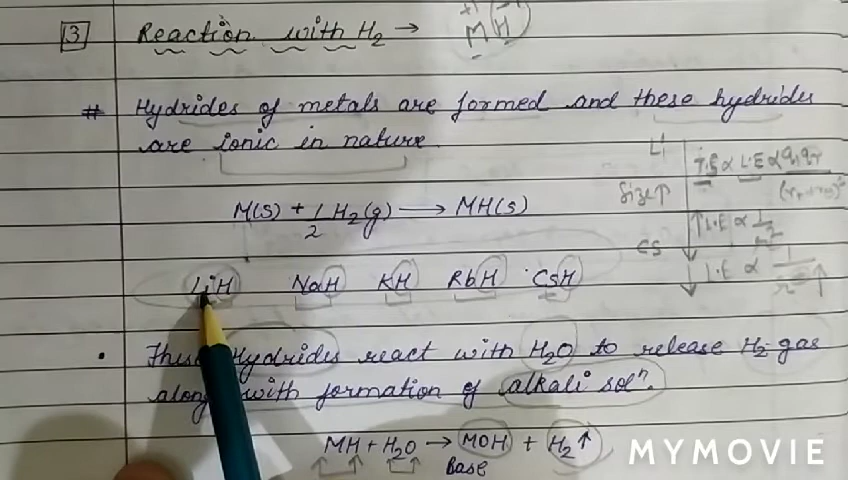 3 Reaction with H₂ → M⁺¹ H⁻¹
# Hydrides of metals are formed and these hydrides
are ionic in nature.
M(s) + 1/2 H₂(g) → MH(s)
Li
Size↑
Cs
T.S ∝ L.E ∝
↑ L.E ∝
L.E ∝
LiH NaH KH RbH CsH
• These Hydrides react with H₂O to release H₂ gas
along with formation of alkali solⁿ.
MH + H₂O → MOH + H₂↑
Base
MYMOVIE